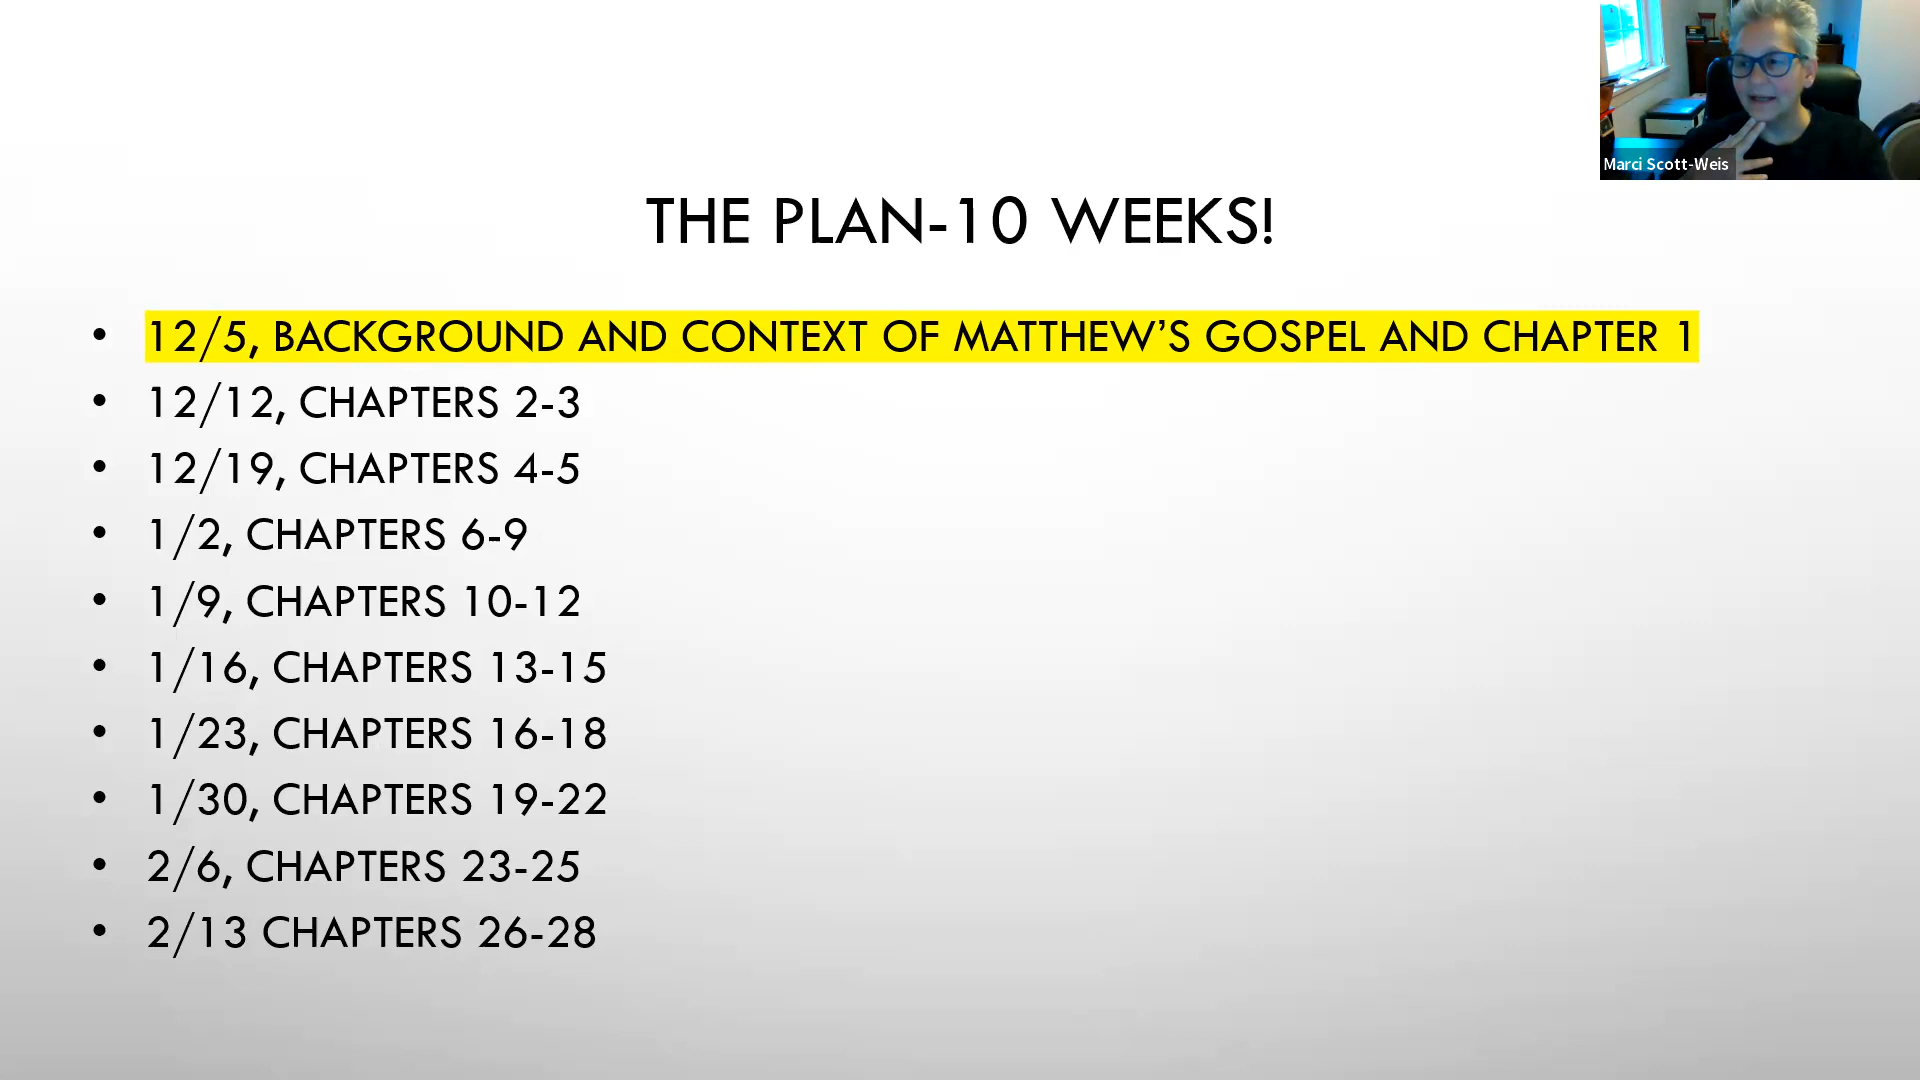 Marci Scott-Weis
THE PLAN-10 WEEKS!
• 12/5, BACKGROUND AND CONTEXT OF MATTHEW’S GOSPEL AND CHAPTER 1
• 12/12, CHAPTERS 2-3
• 12/19, CHAPTERS 4-5
• 1/2, CHAPTERS 6-9
• 1/9, CHAPTERS 10-12
• 1/16, CHAPTERS 13-15
• 1/23, CHAPTERS 16-18
• 1/30, CHAPTERS 19-22
• 2/6, CHAPTERS 23-25
• 2/13 CHAPTERS 26-28